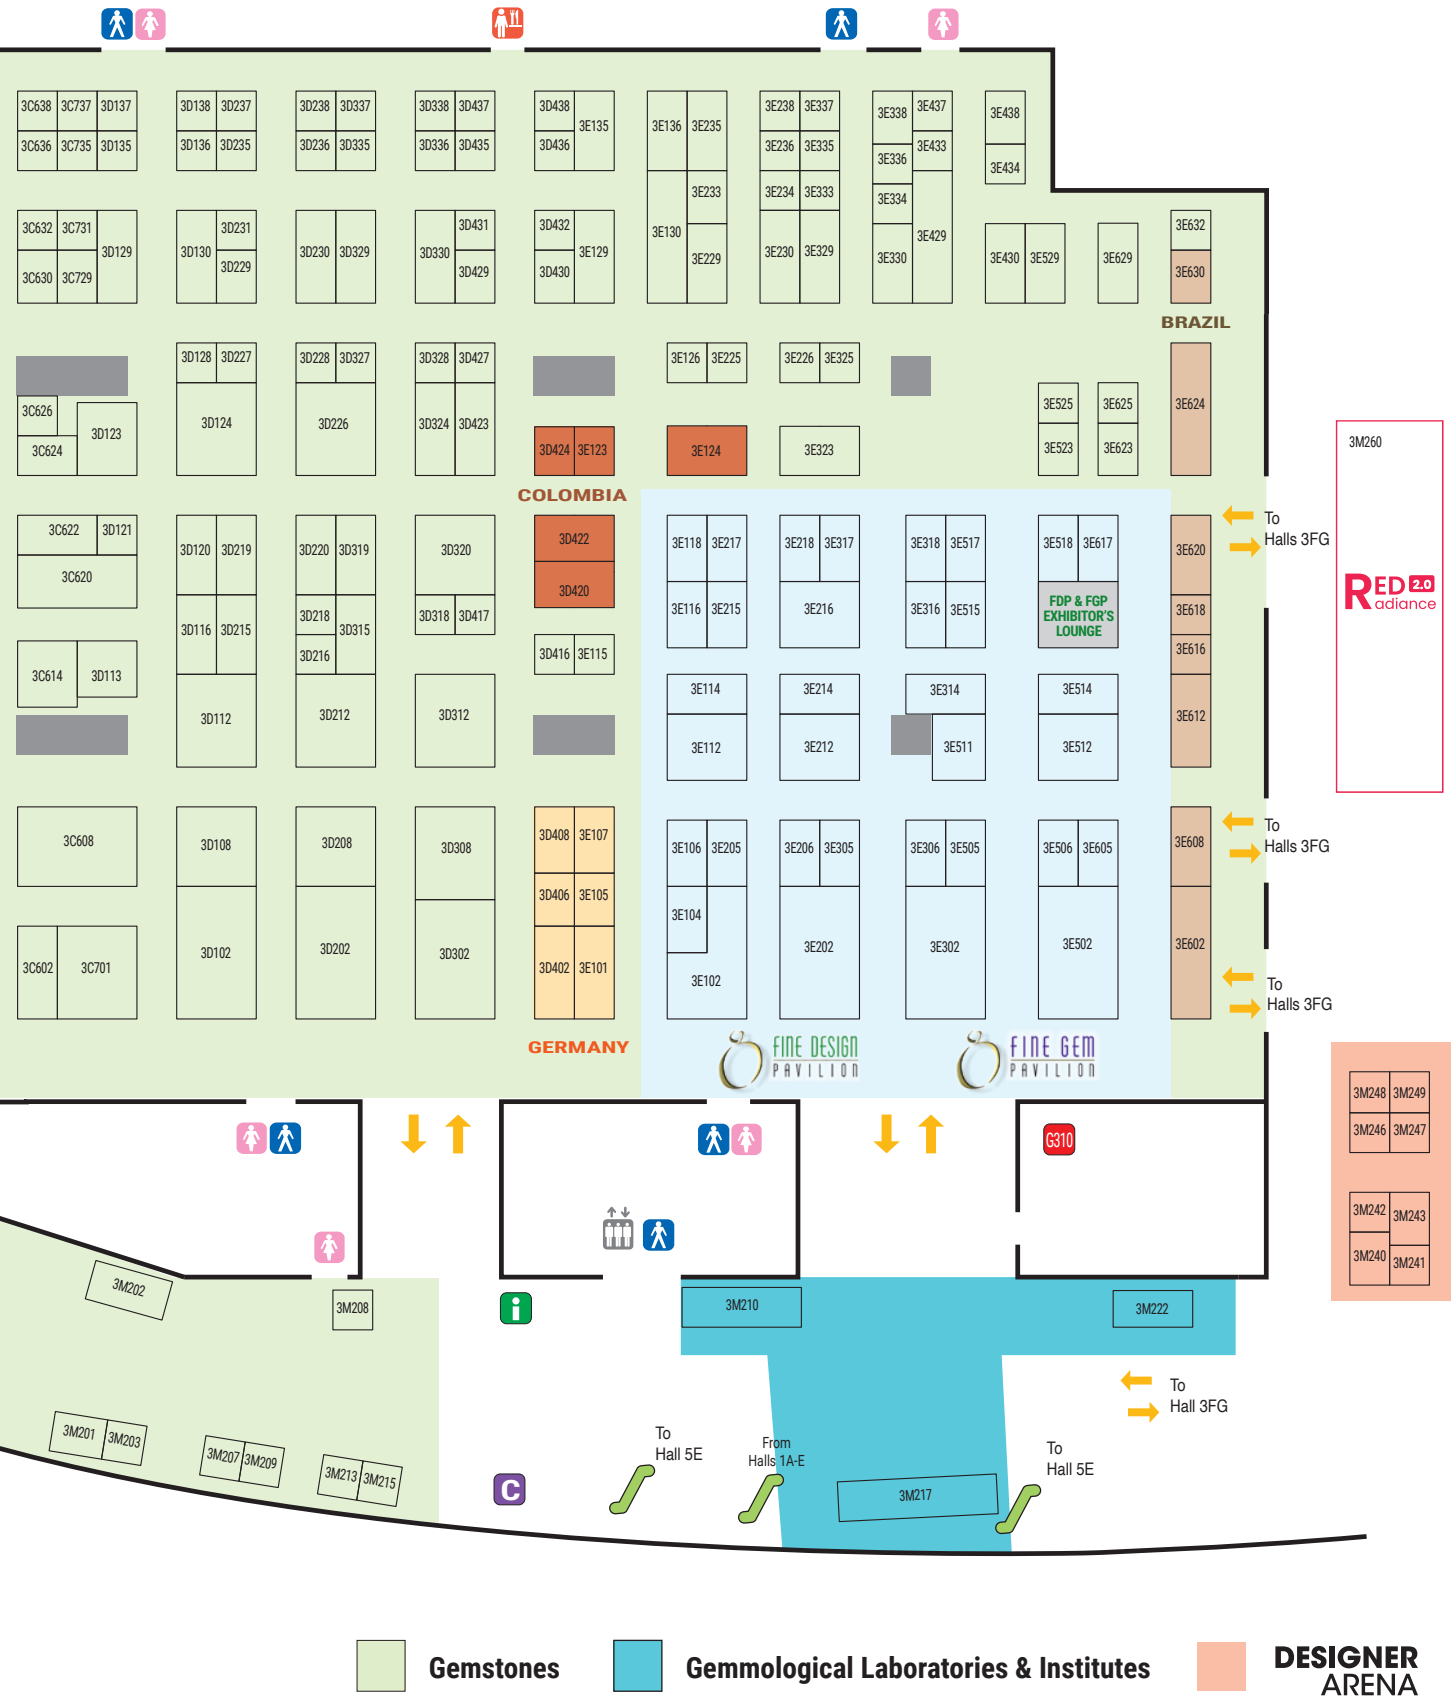 3C638 3C737 3D137 3D138 3D237 3D238 3D337 3D338 3D437 3D438 3E135 3E136 3E235 3E238 3E337 3E338 3E437 3E438
3C636 3C735 3D135 3D136 3D235 3D236 3D335 3D336 3D435 3D436 3E236 3E335 3E336 3E433 3E434
3E233 3E234 3E333 3E334
3C632 3C731 3D129 3D130 3D231 3D230 3D329 3D330 3D431 3D432 3E129 3E130 3E230 3E329 3E429 3E632
3C630 3C729 3D229 3D429 3D430 3E229 3E330 3E430 3E529 3E629 3E630
BRAZIL
3D128 3D227 3D228 3D327 3D328 3D427 3E126 3E225 3E226 3E325
3C626 3D123 3D124 3D226 3D324 3D423 3E525 3E625 3E624
3C624 3D424 3E123 3E124 3E323 3E523 3E623
3M260
COLOMBIA
3C622 3D121 3D120 3D219 3D220 3D319 3D320 3D422 3E118 3E217 3E218 3E317 3E318 3E517 3E518 3E617 3E620
To
Halls 3FG
3C620 3D420
RED 2.0
Radiance
3D116 3D215 3D218 3D315 3D318 3D417 3E116 3E215 3E216 3E316 3E515 3E618
FDP & FGP
EXHIBITOR'S
LOUNGE
3D216 3D416 3E115 3E616
3C614 3D113 3E114 3E214 3E314 3E514
3D112 3D212 3D312 3E112 3E212 3E511 3E512 3E612
3C608 3D108 3D208 3D308 3D408 3E107 3E106 3E205 3E206 3E305 3E306 3E505 3E506 3E605 3E608
To
Halls 3FG
3D406 3E105 3E104
3C602 3C701 3D102 3D202 3D302 3D402 3E101 3E102 3E202 3E302 3E502 3E602
To
Halls 3FG
GERMANY
FINE DESIGN
PAVILION
FINE GEM
PAVILION
3M248 3M249
3M246 3M247
G310
3M242 3M243
3M240 3M241
3M202 3M208 i 3M210 3M222
To
Hall 3FG
3M201 3M203 3M207 3M209 3M213 3M215
To
Hall 5E
From
Halls 1A-E
To
Hall 5E
C
3M217
Gemstones
Gemmological Laboratories & Institutes
DESIGNER
ARENA